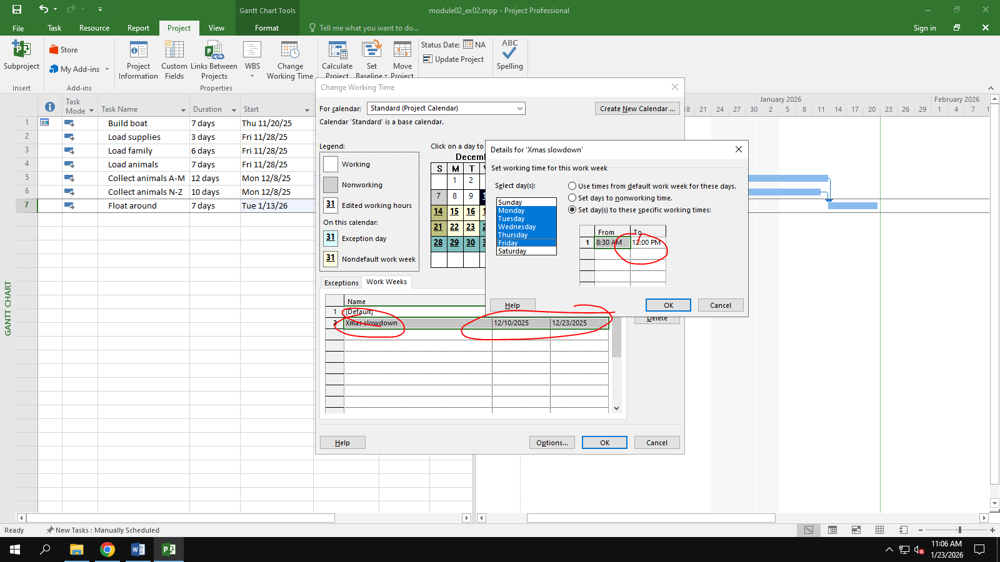 Gantt Chart Tools
module02_ex02.mpp - Project Professional
File Task Resource Report Project View Format Tell me what you want to do... Sign in
Subproject
Insert
Store
My Add-ins
Add-ins
Project Information
Custom Fields
Links Between Projects
WBS
Change Working Time
Properties
Calculate Project
Set Baseline
Move Project
Status Date: NA
Update Project
ABC
Spelling
Task Mode Task Name Duration Start
1 Build boat 7 days Thu 11/20/25
2 Load supplies 3 days Fri 11/28/25
3 Load family 6 days Fri 11/28/25
4 Load animals 7 days Fri 11/28/25
5 Collect animals A-M 12 days Mon 12/8/25
6 Collect animals N-Z 10 days Mon 12/8/25
7 Float around 7 days Tue 1/13/26
GANTT CHART
January 2026 February 2026
18 21 24 27 30 2 5 8 11 14 17 20 23 26 29 1 4 7 1
Change Working Time
For calendar: Standard (Project Calendar) Create New Calendar ...
Calendar 'Standard' is a base calendar.
Legend:
Working
Nonworking
31 Edited working hours
On this calendar:
31 Exception day
31 Nondefault work week
Click on a day to
Decem
S M T
1 2
7 8 9 1
14 15 16 1
21 22 23 2
28 29 30 3
Exceptions Work Weeks
Name
1 [Default]
2 Xmas slowdown 12/10/2025 12/23/2025
Delete
Help Options... OK Cancel
Details for 'Xmas slowdown'
Set working time for this work week
Select day(s):
Sunday
Monday
Tuesday
Wednesday
Thursday
Friday
Saturday
Use times from default work week for these days.
Set days to nonworking time.
Set day(s) to these specific working times:
From To
1 8:30 AM 12:00 PM
Help OK Cancel
Ready New Tasks : Manually Scheduled
11:06 AM
1/23/2026